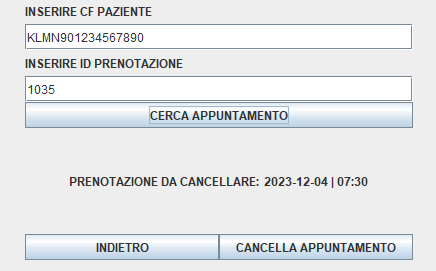 INSERIRE CF PAZIENTE
KLMN901234567890
INSERIRE ID PRENOTAZIONE
1035
CERCA APPUNTAMENTO
PRENOTAZIONE DA CANCELLARE: 2023-12-04 | 07:30
INDIETRO CANCELLA APPUNTAMENTO